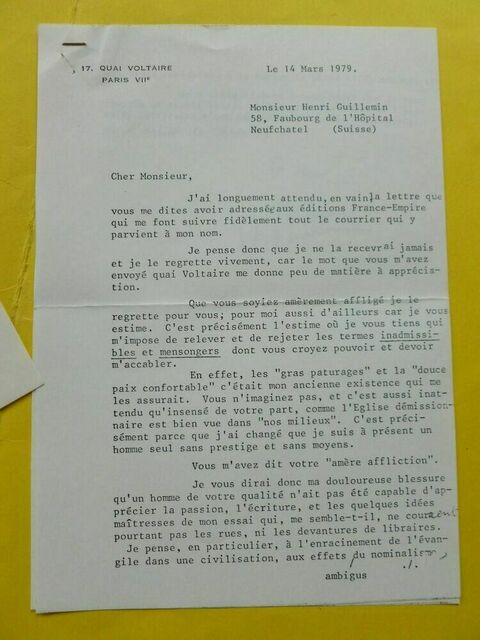 17. QUAI VOLTAIRE
PARIS VIIᵉ
Le 14 Mars 1979.
Monsieur Henri Guillemin
58, Faubourg de l'Hôpital
Neufchatel (Suisse)
Cher Monsieur,
J'ai longuement attendu, en vain, la lettre que
vous me dites avoir adressée aux éditions France-Empire
qui me font suivre fidèlement tout le courrier qui y
parvient à mon nom.
Je pense donc que je ne la recevrai jamais
et je le regrette vivement, car le mot que vous m'avez
envoyé quai Voltaire me donne peu de matière à apprécia-
tion.
Que vous soyiez amèrement affligé je le
regrette pour vous; pour moi aussi d'ailleurs car je vous
estime. C'est précisément l'estime où je vous tiens qui
m'impose de relever et de rejeter les termes inadmissi-
bles et mensongers dont vous croyez pouvoir et devoir
m'accabler.
En effet, les "gras paturages" et la "douce
paix confortable" c'était mon ancienne existence qui me
les assurait. Vous n'imaginez pas, et c'est aussi inat-
tendu qu'insensé de votre part, comme l'Eglise démission-
naire est bien vue dans "nos milieux". C'est préci-
sément parce que j'ai changé que je suis à présent un
homme seul sans prestige et sans moyens.
Vous m'avez dit votre "amère affliction".
Je vous dirai donc ma douloureuse blessure
qu'un homme de votre qualité n'ait pas été capable d'ap-
précier la passion, l'écriture, et les quelques idées
maîtresses de mon essai qui, me semble-t-il, ne courent
pourtant pas les rues, ni les devantures de libraires.
Je pense, en particulier, à l'enracinement de l'évan-
gile dans une civilisation, aux effets du nominalisme,
ambigus ./.